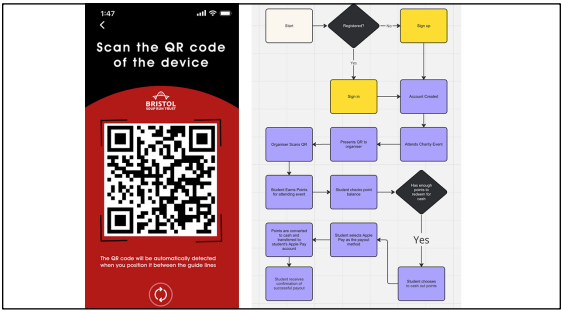 1:47
Scan the QR code
of the device
BRISTOL
SOUP RUN TRUST
The QR code will be automatically detected
when you position it between the guide lines
Start
Registered?
No
Sign up
Yes
Sign in
Account Created
Organiser Scans QR
Presents QR to
organiser
Attends Charity Event
Student Earns Points
for attending event
Student checks point
balance
Has enough
points to
redeem for
cash
Points are converted
to cash and
transferred to
student's Apple Pay
account
Student selects Apple
Pay as the payout
method
Yes
Student receives
confirmation of
successful payout
Student chooses
to cash out points